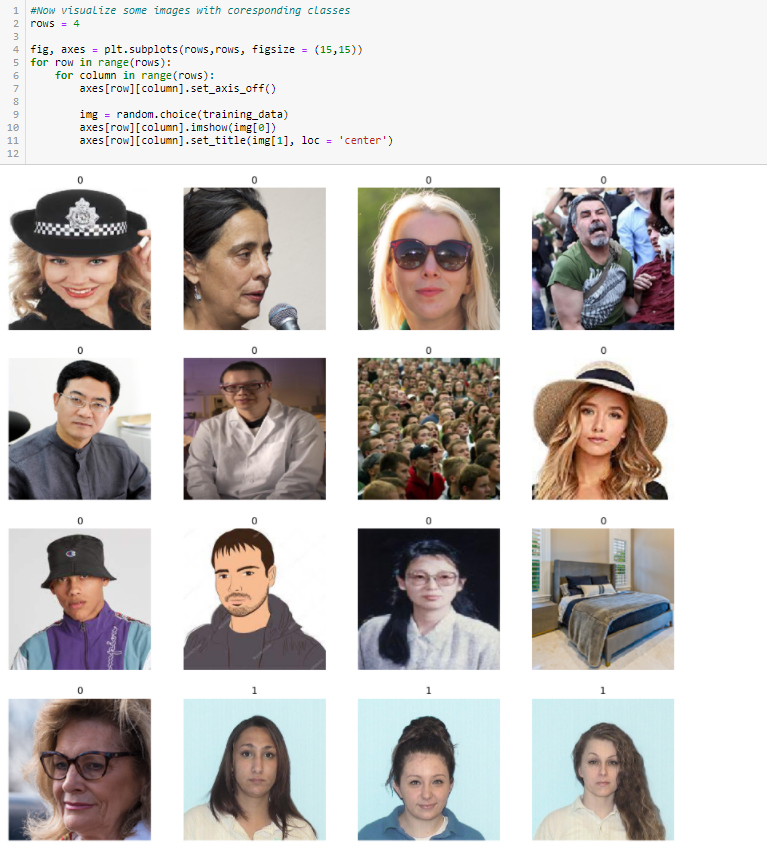 1 #Now visualize some images with coresponding classes
2 rows = 4
3
4 fig, axes = plt.subplots(rows,rows, figsize = (15,15))
5 for row in range(rows):
6 for column in range(rows):
7 axes[row][column].set_axis_off()
8
9 img = random.choice(training_data)
10 axes[row][column].imshow(img[0])
11 axes[row][column].set_title(img[1], loc = 'center')
12
0 0 0 0
0 0 0 0
0 0 0 0
0 1 1 1